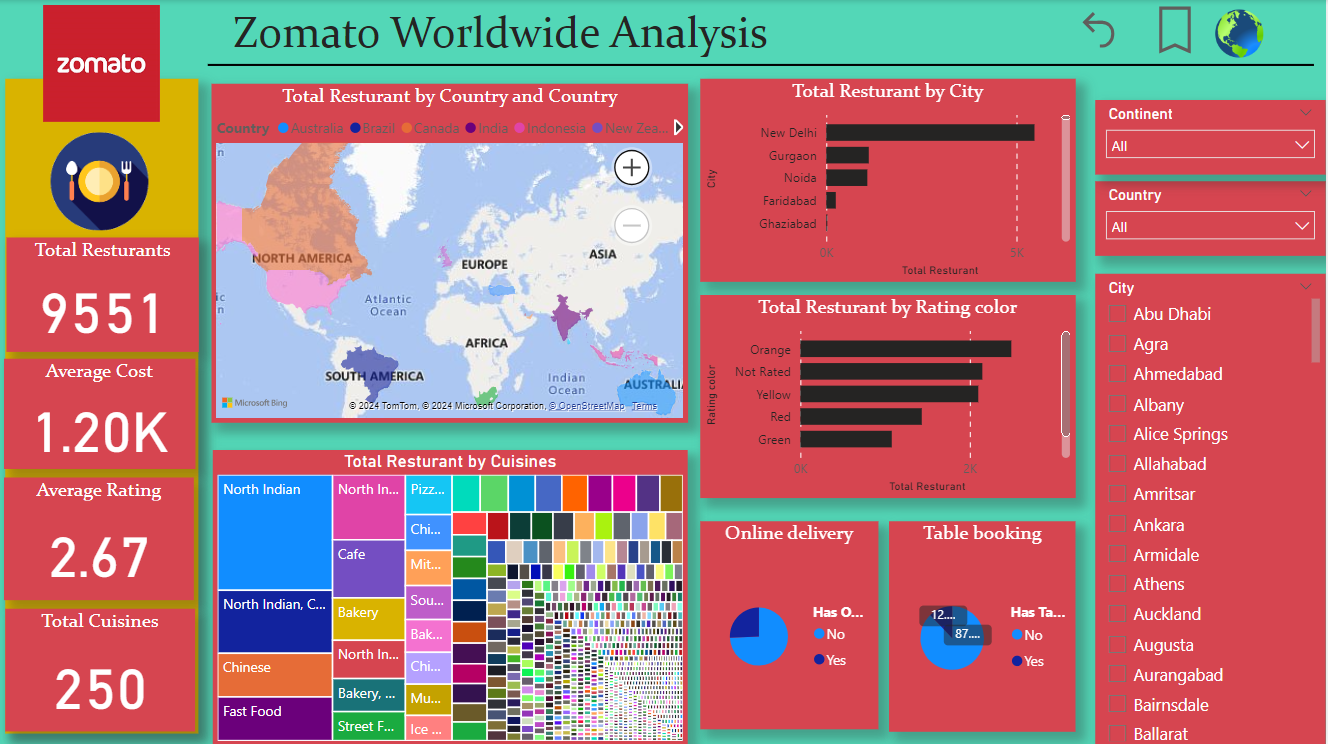 zomato
Zomato Worldwide Analysis
Total Resturants
9551
Average Cost
1.20K
Average Rating
2.67
Total Cuisines
250
Total Resturant by Country and Country
Country Australia Brazil Canada India Indonesia New Zea...
NORTH AMERICA
EUROPE
ASIA
Atlantic
Ocean
AFRICA
SOUTH AMERICA
Indian
Ocean
AUSTRALI
Microsoft Bing
© 2024 TomTom, © 2024 Microsoft Corporation, © OpenStreetMap Terms
Total Resturant by Cuisines
North Indian
North Indian, C...
Chinese
Fast Food
North In...
Cafe
Bakery
North In...
Bakery, ...
Street F...
Pizz...
Chi...
Mit...
Sou...
Bak...
Chi...
Mu...
Ice ...
Total Resturant by City
City
New Delhi
Gurgaon
Noida
Faridabad
Ghaziabad
0K 5K
Total Resturant
Total Resturant by Rating color
Rating color
Orange
Not Rated
Yellow
Red
Green
0K 2K
Total Resturant
Online delivery
Has O...
No
Yes
Table booking
12....
87....
Has Ta...
No
Yes
Continent
All
Country
All
City
Abu Dhabi
Agra
Ahmedabad
Albany
Alice Springs
Allahabad
Amritsar
Ankara
Armidale
Athens
Auckland
Augusta
Aurangabad
Bairnsdale
Ballarat